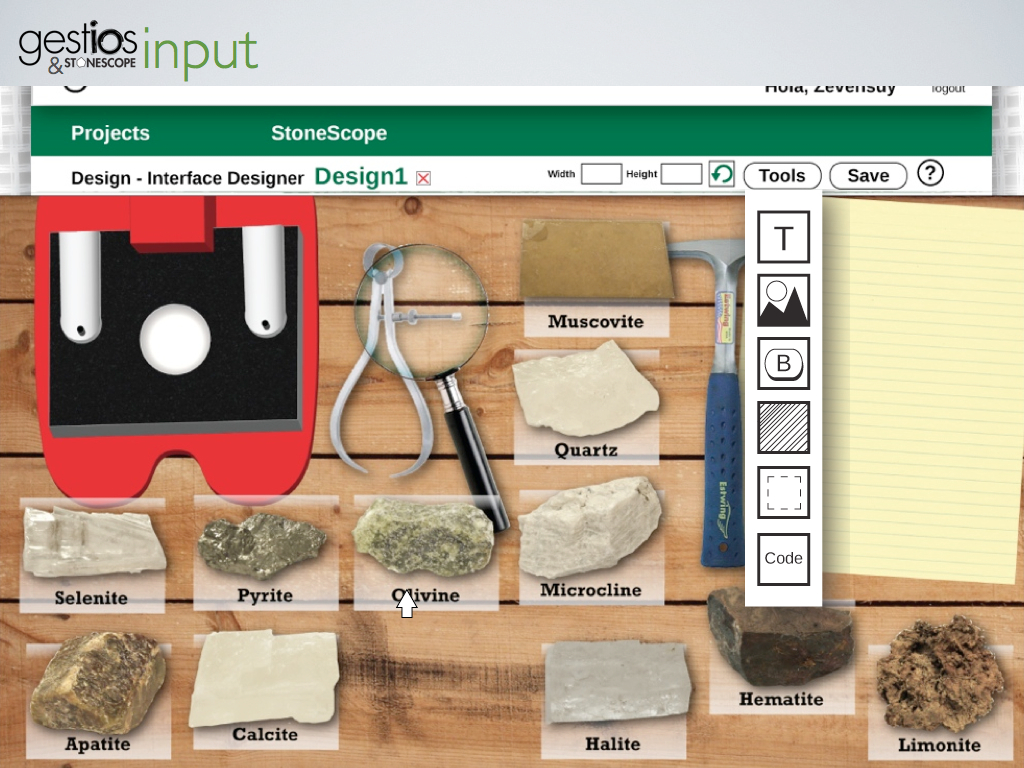 gestios
& STONESCOPE
input
Hola, Zevensuy logout
Projects StoneScope
Design - Interface Designer Design1 Width Height Tools Save ?
T
B
Code
Muscovite
Quartz
Estwing
Estwing
Selenite Pyrite Olivine Microcline
Apatite Calcite Halite Hematite Limonite